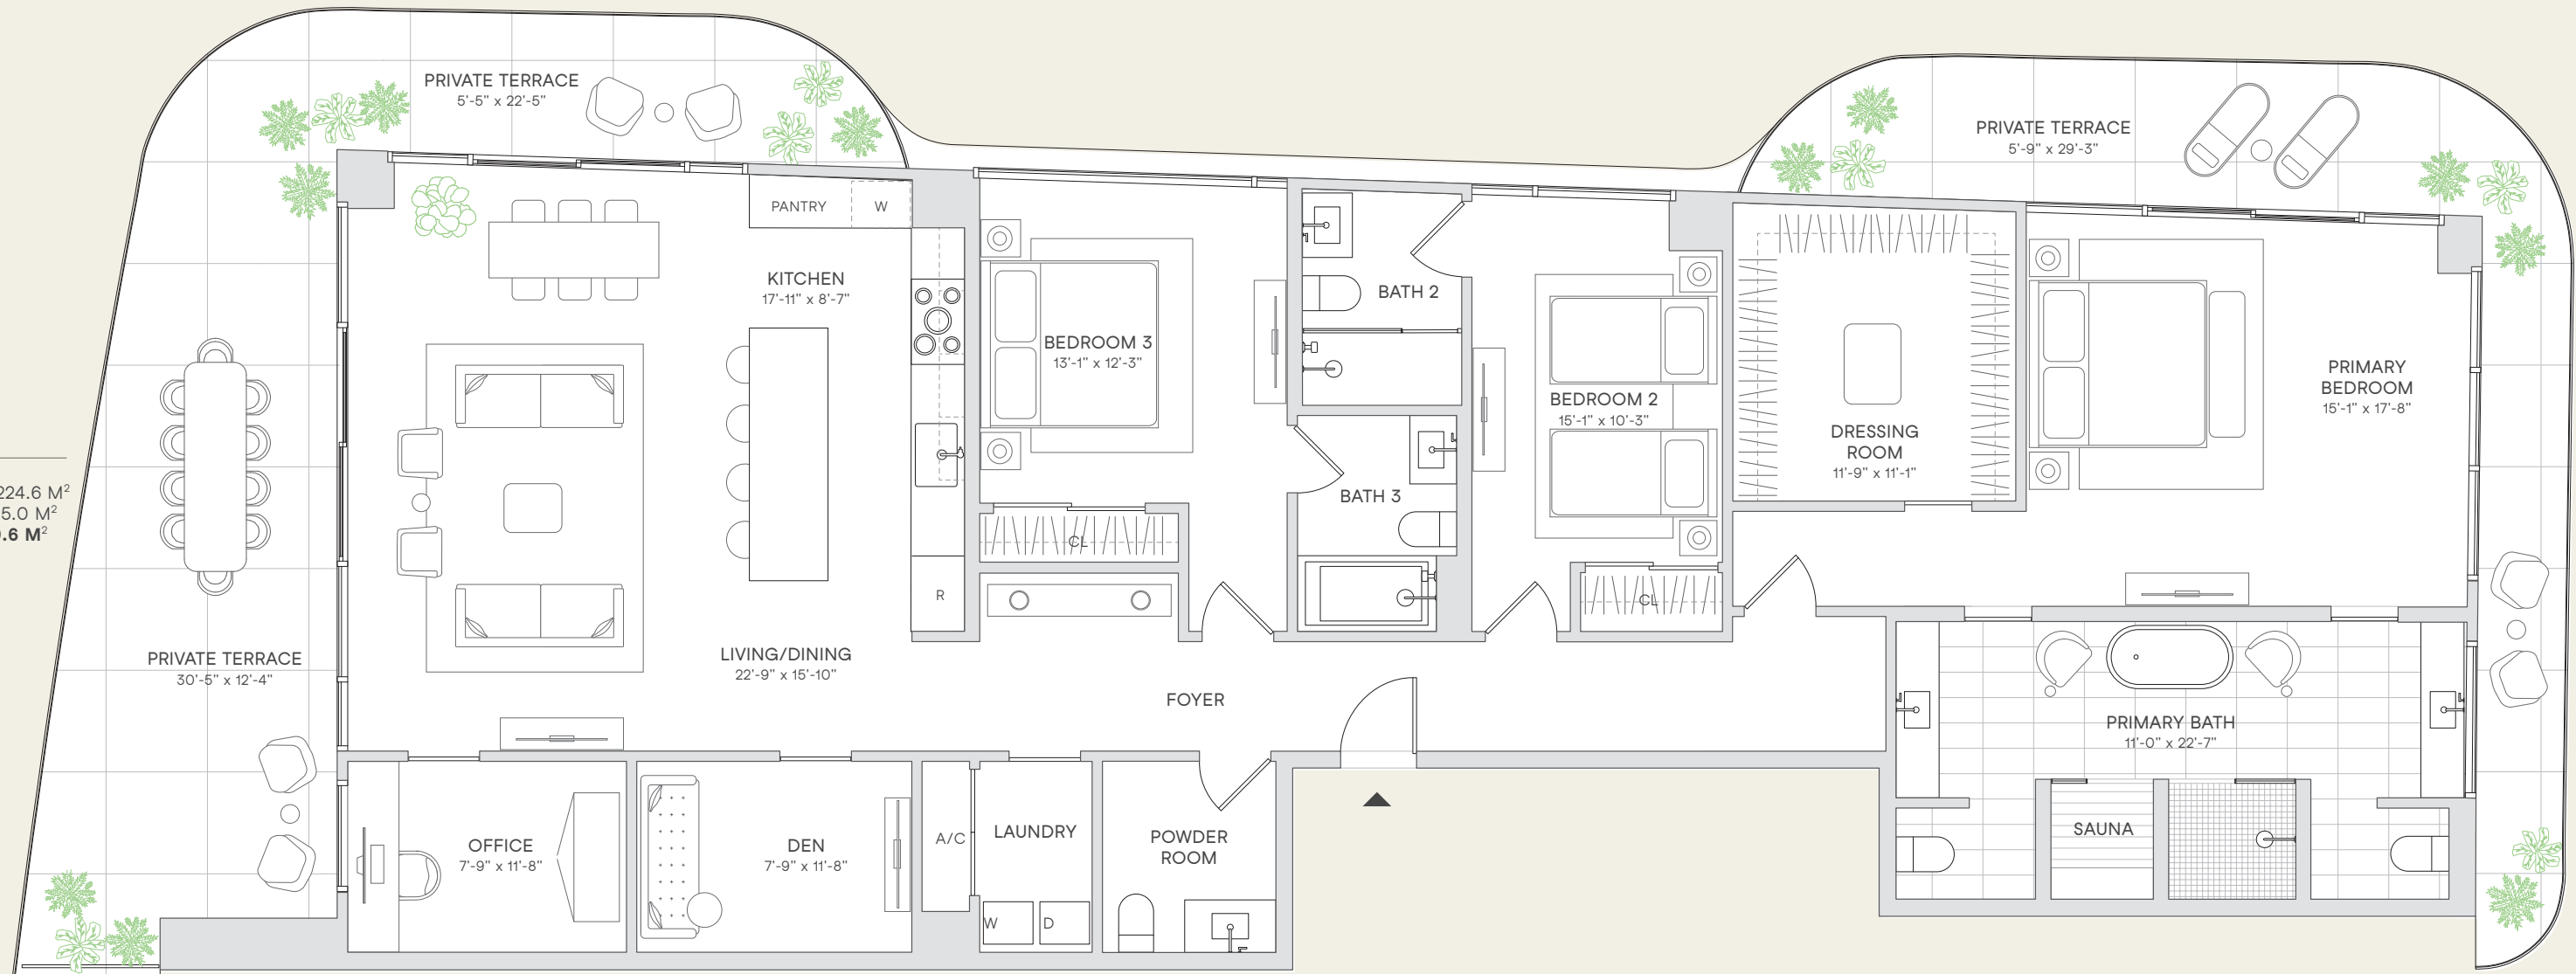 PRIVATE TERRACE
5'-5" x 22'-5"
PRIVATE TERRACE
5'-9" x 29'-3"
PANTRY
W
KITCHEN
17'-11" x 8'-7"
BATH 2
BEDROOM 3
13'-1" x 12'-3"
BEDROOM 2
15'-1" x 10'-3"
PRIMARY
BEDROOM
15'-1" x 17'-8"
DRESSING
ROOM
11'-9" x 11'-1"
224.6 M²
5.0 M²
.6 M²
BATH 3
CL
R
CL
PRIVATE TERRACE
30'-5" x 12'-4"
LIVING/DINING
22'-9" x 15'-10"
FOYER
PRIMARY BATH
11'-0" x 22'-7"
OFFICE
7'-9" x 11'-8"
DEN
7'-9" x 11'-8"
A/C
LAUNDRY
POWDER
ROOM
SAUNA
W
D